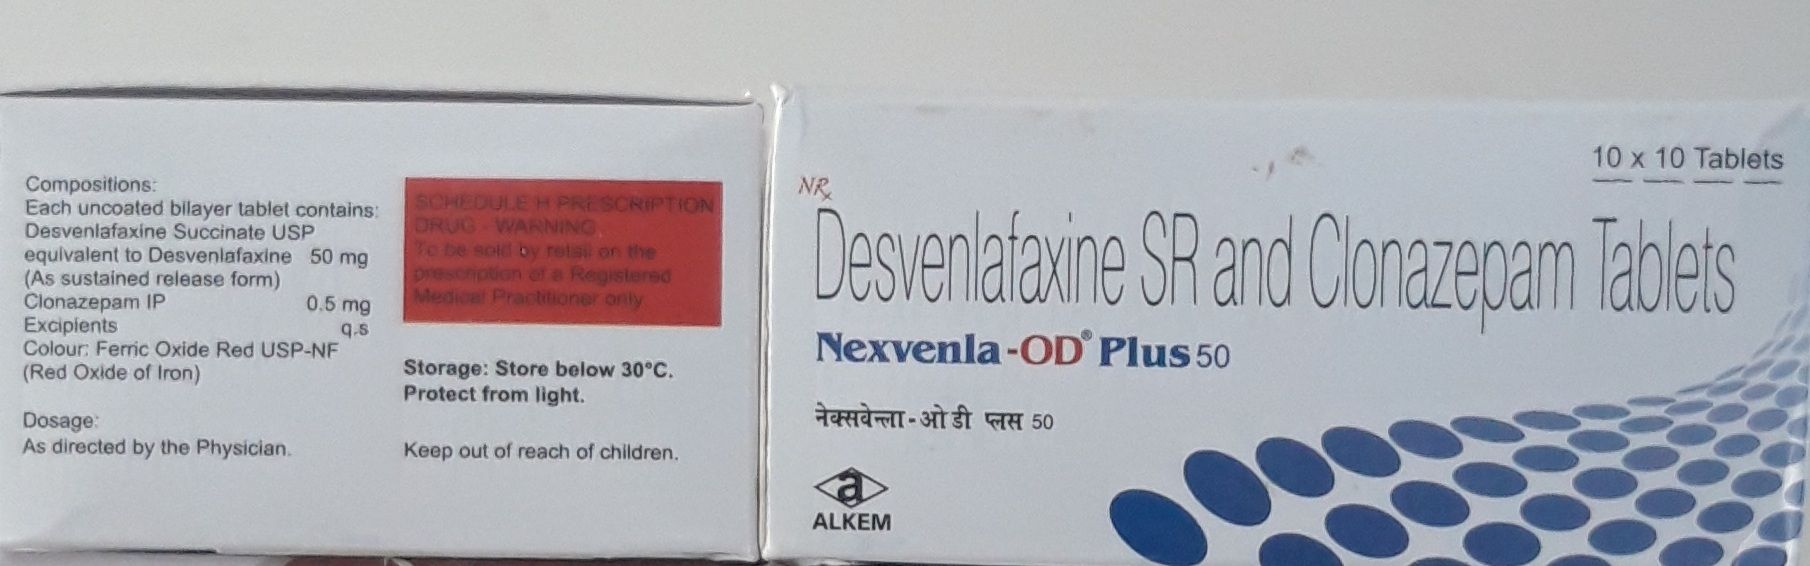 Compositions:
Each uncoated bilayer tablet contains:
Desvenlafaxine Succinate USP
equivalent to Desvenlafaxine 50 mg
(As sustained release form)
Clonazepam IP 0.5 mg
Excipients q.s
Colour: Ferric Oxide Red USP-NF
(Red Oxide of Iron)
Dosage:
As directed by the Physician.
SCHEDULE H PRESCRIPTION
DRUG - WARNING
To be sold by retail on the
prescription of a Registered
Medical Practitioner only
Storage: Store below 30°C.
Protect from light.
Keep out of reach of children.
10 x 10 Tablets
NRx
Desvenlafaxine SR and Clonazepam Tablets
Nexvenla-OD® Plus 50
नेक्सवेन्ला - ओ डी प्लस 50
a
ALKEM